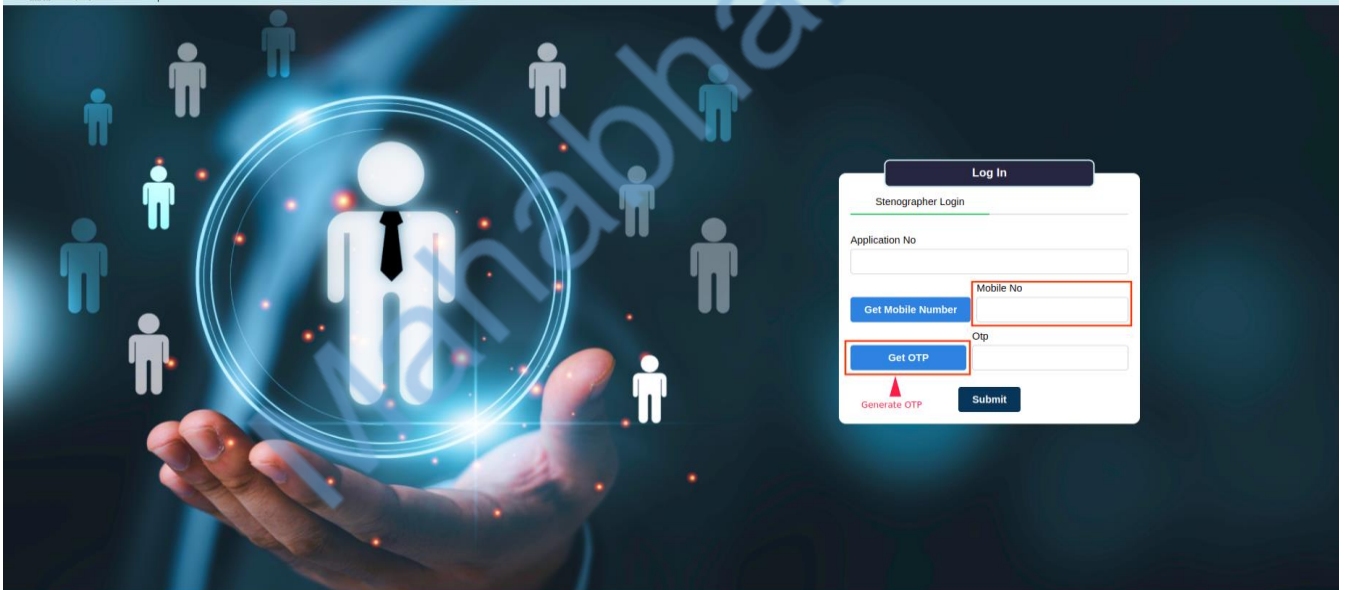 Log In
Stenographer Login
Application No
Mobile No
Get Mobile Number
Otp
Get OTP
Generate OTP
Submit